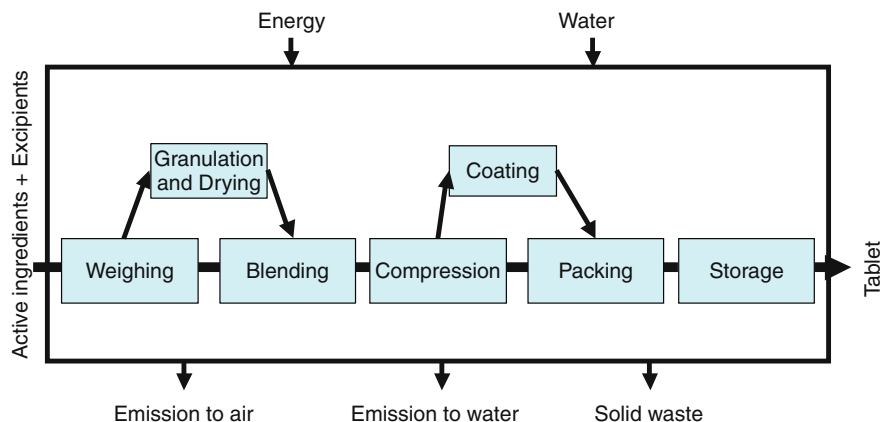 Energy
Water
Active ingredients + Excipients
Granulation
and Drying
Coating
Weighing
Blending
Compression
Packing
Storage
Tablet
Emission to air
Emission to water
Solid waste